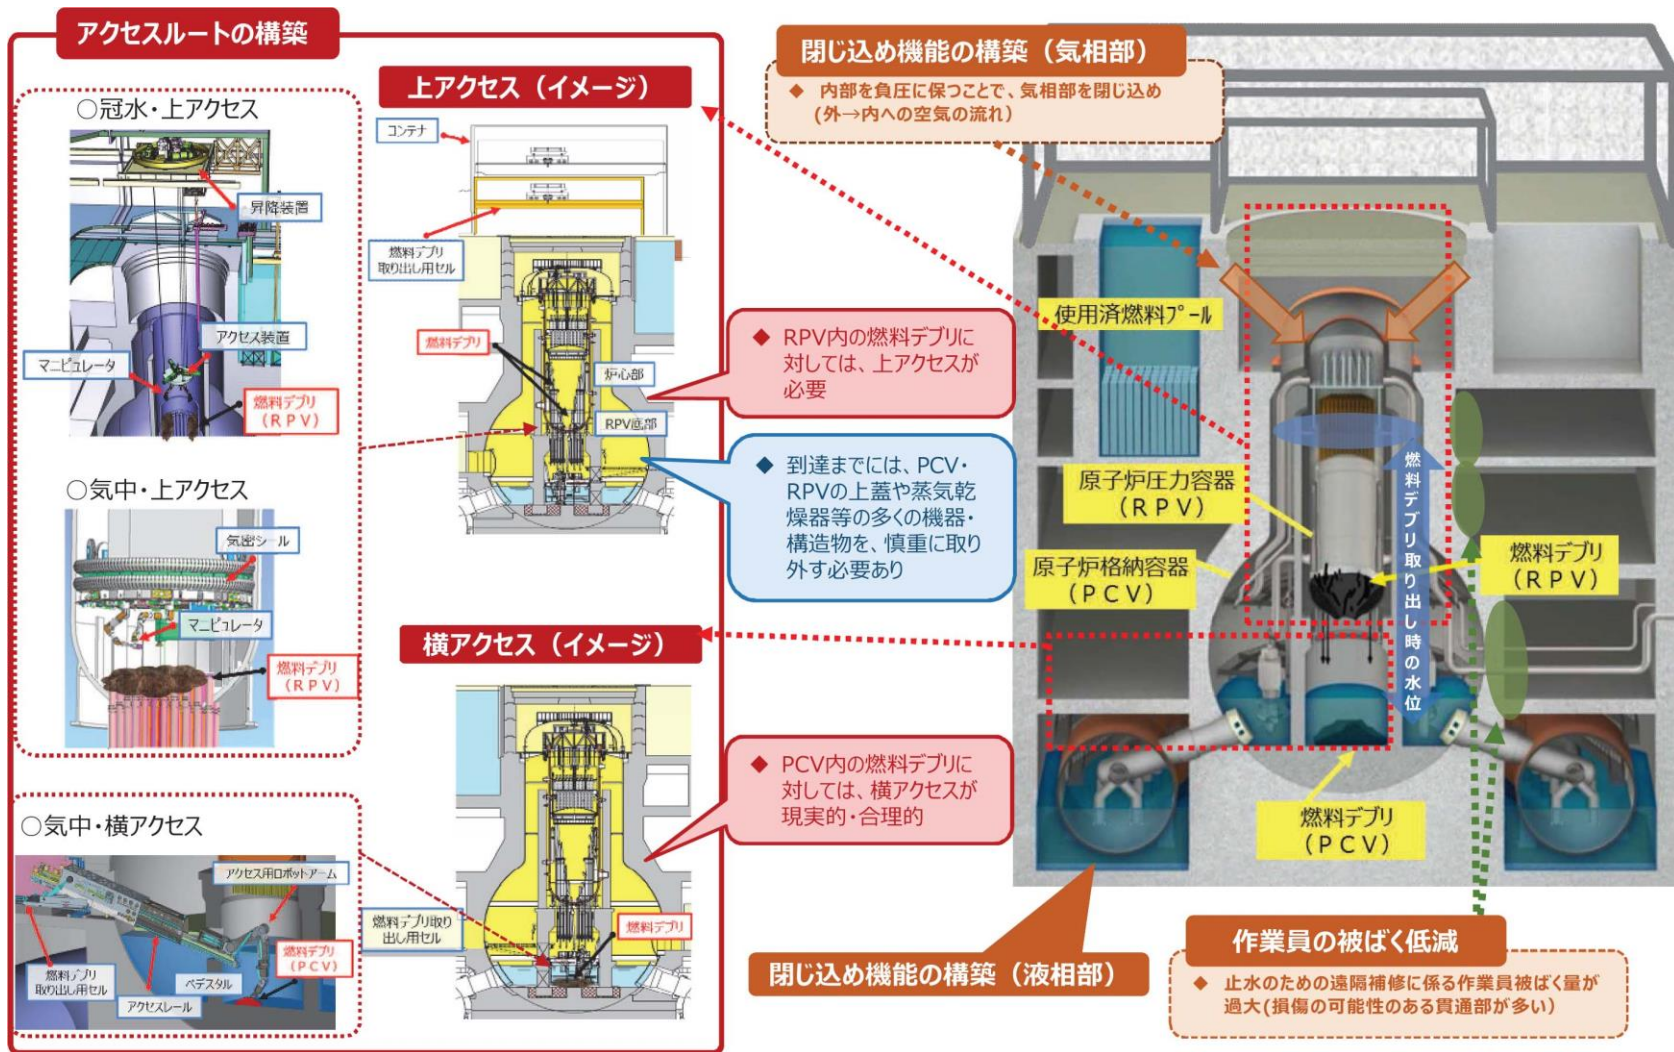 アクセスルートの構築
○冠水・上アクセス
昇降装置
アクセス装置
マニピュレータ
燃料デブリ
(RPV)
○気中・上アクセス
気密シール
マニピュレータ
燃料デブリ
(RPV)
○気中・横アクセス
アクセス用ロボットアーム
燃料デブリ
(PCV)
燃料デブリ
取り出し用セル
ペデスタル
アクセスレール
上アクセス（イメージ）
コンテナ
燃料デブリ
取り出し用セル
燃料デブリ
炉心部
RPV底部
◆ RPV内の燃料デブリに
対しては、上アクセスが
必要
◆ 到達までには、PCV・
RPVの上蓋や蒸気乾
燥器等の多くの機器・
構造物を、慎重に取り
外す必要あり
横アクセス（イメージ）
◆ PCV内の燃料デブリに
対しては、横アクセスが
現実的・合理的
燃料デブリ取り
出し用セル
燃料デブリ
閉じ込め機能の構築（気相部）
◆ 内部を負圧に保つことで、気相部を閉じ込め
(外→内への空気の流れ）
使用済燃料プール
原子炉圧力容器
（RPV）
原子炉格納容器
（PCV）
燃料デブリ
（RPV）
燃料デブリ取り出し時の水位
燃料デブリ
（PCV）
閉じ込め機能の構築（液相部）
作業員の被ばく低減
◆ 止水のための遠隔補修に係る作業員被ばく量が
過大(損傷の可能性のある貫通部が多い）